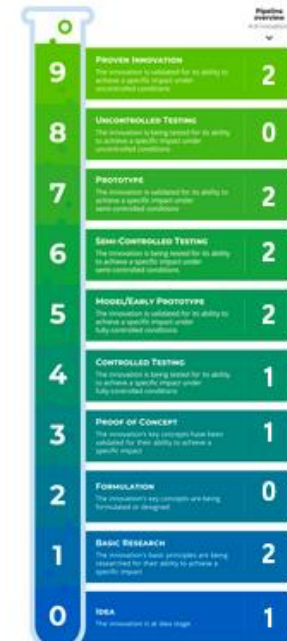 Pipeline
overview
9
PROVEN INNOVATION
The innovation is validated for its ability to
achieve a specific impact under
uncontrolled conditions
2
8
UNCONTROLLED TESTING
The innovation is being tested for its ability
to achieve a specific impact under
uncontrolled conditions
0
7
PROTOTYPE
The innovation is validated for its ability to
achieve a specific impact under
semi-controlled conditions
2
6
SEMI-CONTROLLED TESTING
The innovation is being tested for its ability to
achieve a specific impact under
semi-controlled conditions
2
5
MODEL/EARLY PROTOTYPE
The innovation is validated for its ability to
achieve a specific impact under
fully-controlled conditions
2
4
CONTROLLED TESTING
The innovation is being tested for its ability to
achieve a specific impact under
fully-controlled conditions
1
3
PROOF OF CONCEPT
The innovation's key concepts have been
validated for their ability to achieve a
specific impact
1
2
FORMULATION
The innovation's key concepts are being
formulated or designed
0
1
BASIC RESEARCH
The innovation's basic principles are being
researched for their ability to achieve a
specific impact
2
0
IDEA
The innovation is at idea stage
1